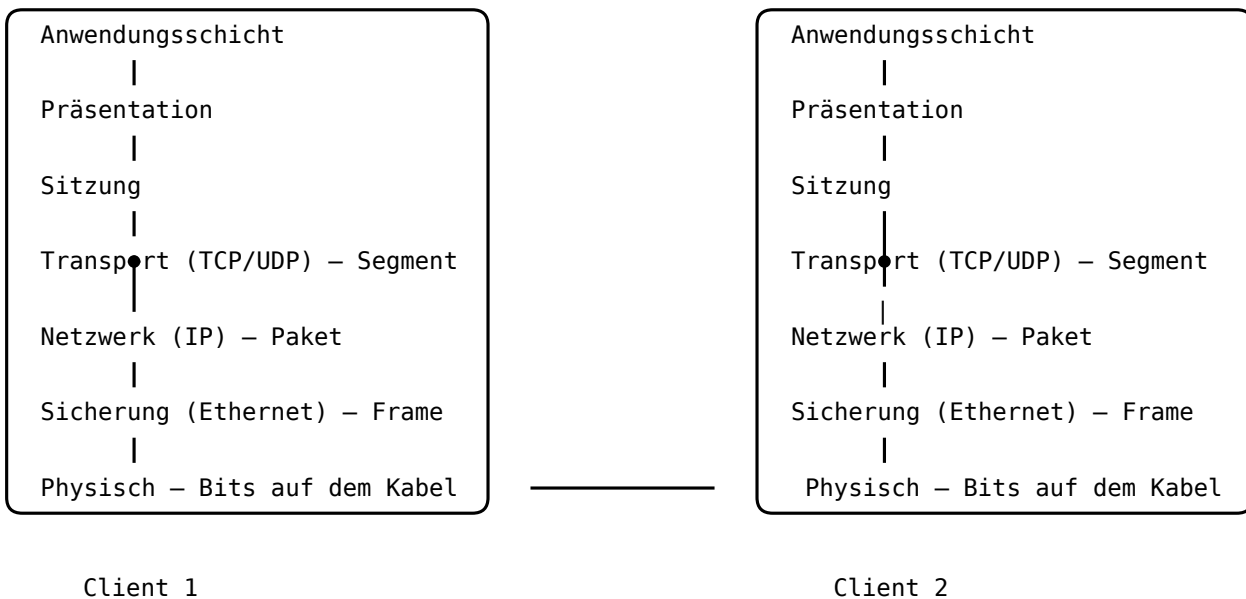 Anwendungsschicht
Präsentation
Sitzung
Transport (TCP/UDP) – Segment
Netzwerk (IP) – Paket
Sicherung (Ethernet) – Frame
Physisch – Bits auf dem Kabel
Client 1
Anwendungsschicht
Präsentation
Sitzung
Transport (TCP/UDP) – Segment
Netzwerk (IP) – Paket
Sicherung (Ethernet) – Frame
Physisch – Bits auf dem Kabel
Client 2